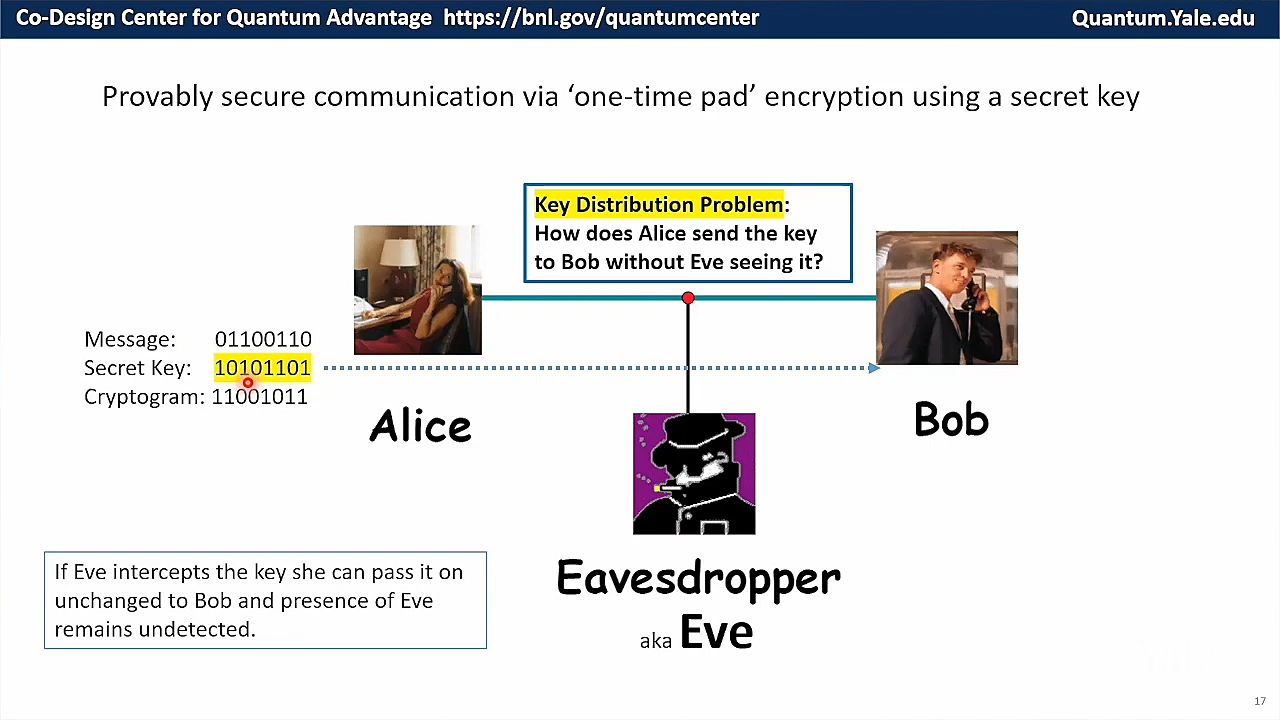 Co-Design Center for Quantum Advantage https://bnl.gov/quantumcenter
Quantum.Yale.edu
Provably secure communication via ‘one-time pad’ encryption using a secret key
Key Distribution Problem:
How does Alice send the key
to Bob without Eve seeing it?
Message: 01100110
Secret Key: 10101101
Cryptogram: 11001011
Alice
Bob
If Eve intercepts the key she can pass it on
unchanged to Bob and presence of Eve
remains undetected.
Eavesdropper
aka Eve
17